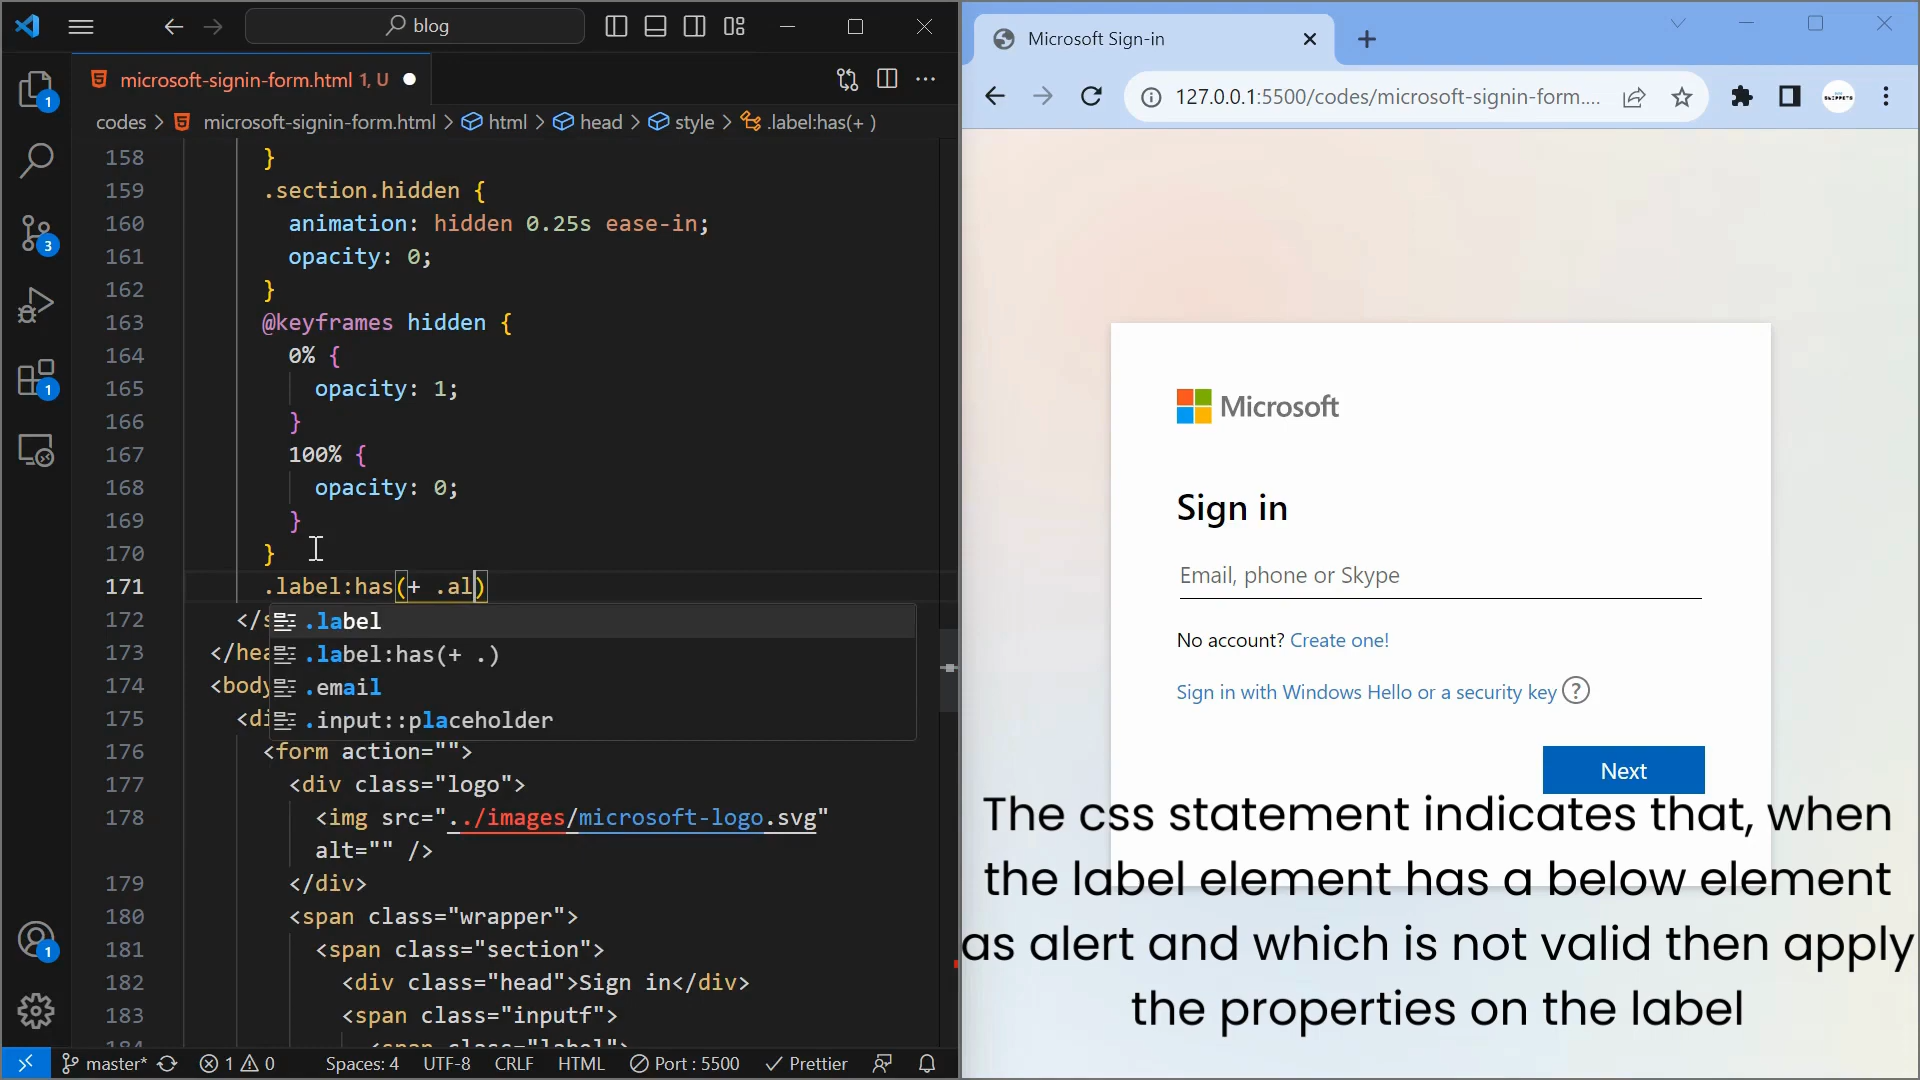 blog
microsoft-signin-form.html 1, U
codes > microsoft-signin-form.html > html > head > style > .label:has(+ )
158 }
159 .section.hidden {
160 animation: hidden 0.25s ease-in;
161 opacity: 0;
162 }
163 @keyframes hidden {
164 0% {
165 opacity: 1;
166 }
167 100% {
168 opacity: 0;
169 }
170 }
171 .label:has(+ .al)
.label
.label:has(+ .)
.email
.input::placeholder
172 </s
173 </hea
174 <body
175 <di
176 <form action="">
177 <div class="logo">
178 <img src="../images/microsoft-logo.svg"
alt="" />
179 </div>
180 <span class="wrapper">
181 <span class="section">
182 <div class="head">Sign in</div>
183 <span class="inputf">
184 <span class="label">
1
3
1
1
master* 1 0 Spaces: 4 UTF-8 CRLF HTML Port : 5500 Prettier
Microsoft Sign-in
127.0.0.1:5500/codes/microsoft-signin-form....
Microsoft
Sign in
Email, phone or Skype
No account? Create one!
Sign in with Windows Hello or a security key ?
Next
The css statement indicates that, when
the label element has a below element
as alert and which is not valid then apply
the properties on the label